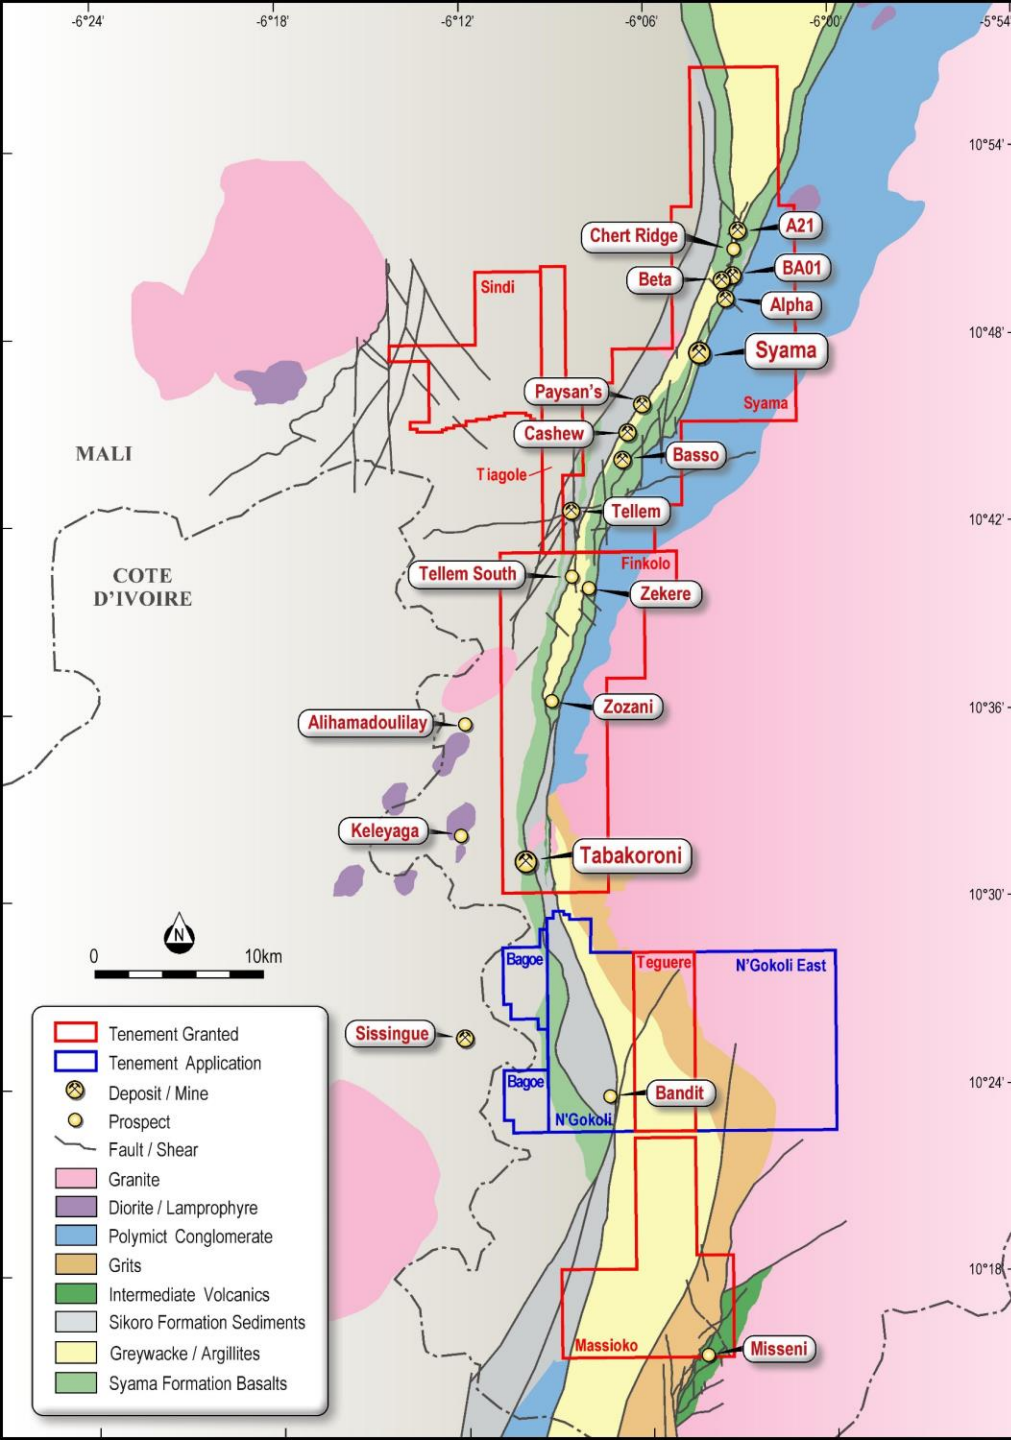 -6°24'
-6°18'
-6°12'
-6°06'
-6°00'
-5°54'
10°54'
A21
Chert Ridge
BA01
Beta
Sindi
Alpha
10°48'
Syama
Paysan's
Syama
Cashew
MALI
Basso
Tiagole
Tellem
10°42'
Finkolo
Tellem South
COTE
D'IVOIRE
Zekere
Zozani
10°36'
Alihamadoulilay
Keleyaga
Tabakoroni
10°30'
N
0
10km
Bagoe
Teguere
N'Gokoli East
Sissingue
Bagoe
10°24'
Bandit
N'Gokoli
10°18'
Massioko
Misseni
Tenement Granted
Tenement Application
Deposit / Mine
Prospect
Fault / Shear
Granite
Diorite / Lamprophyre
Polymict Conglomerate
Grits
Intermediate Volcanics
Sikoro Formation Sediments
Greywacke / Argillites
Syama Formation Basalts